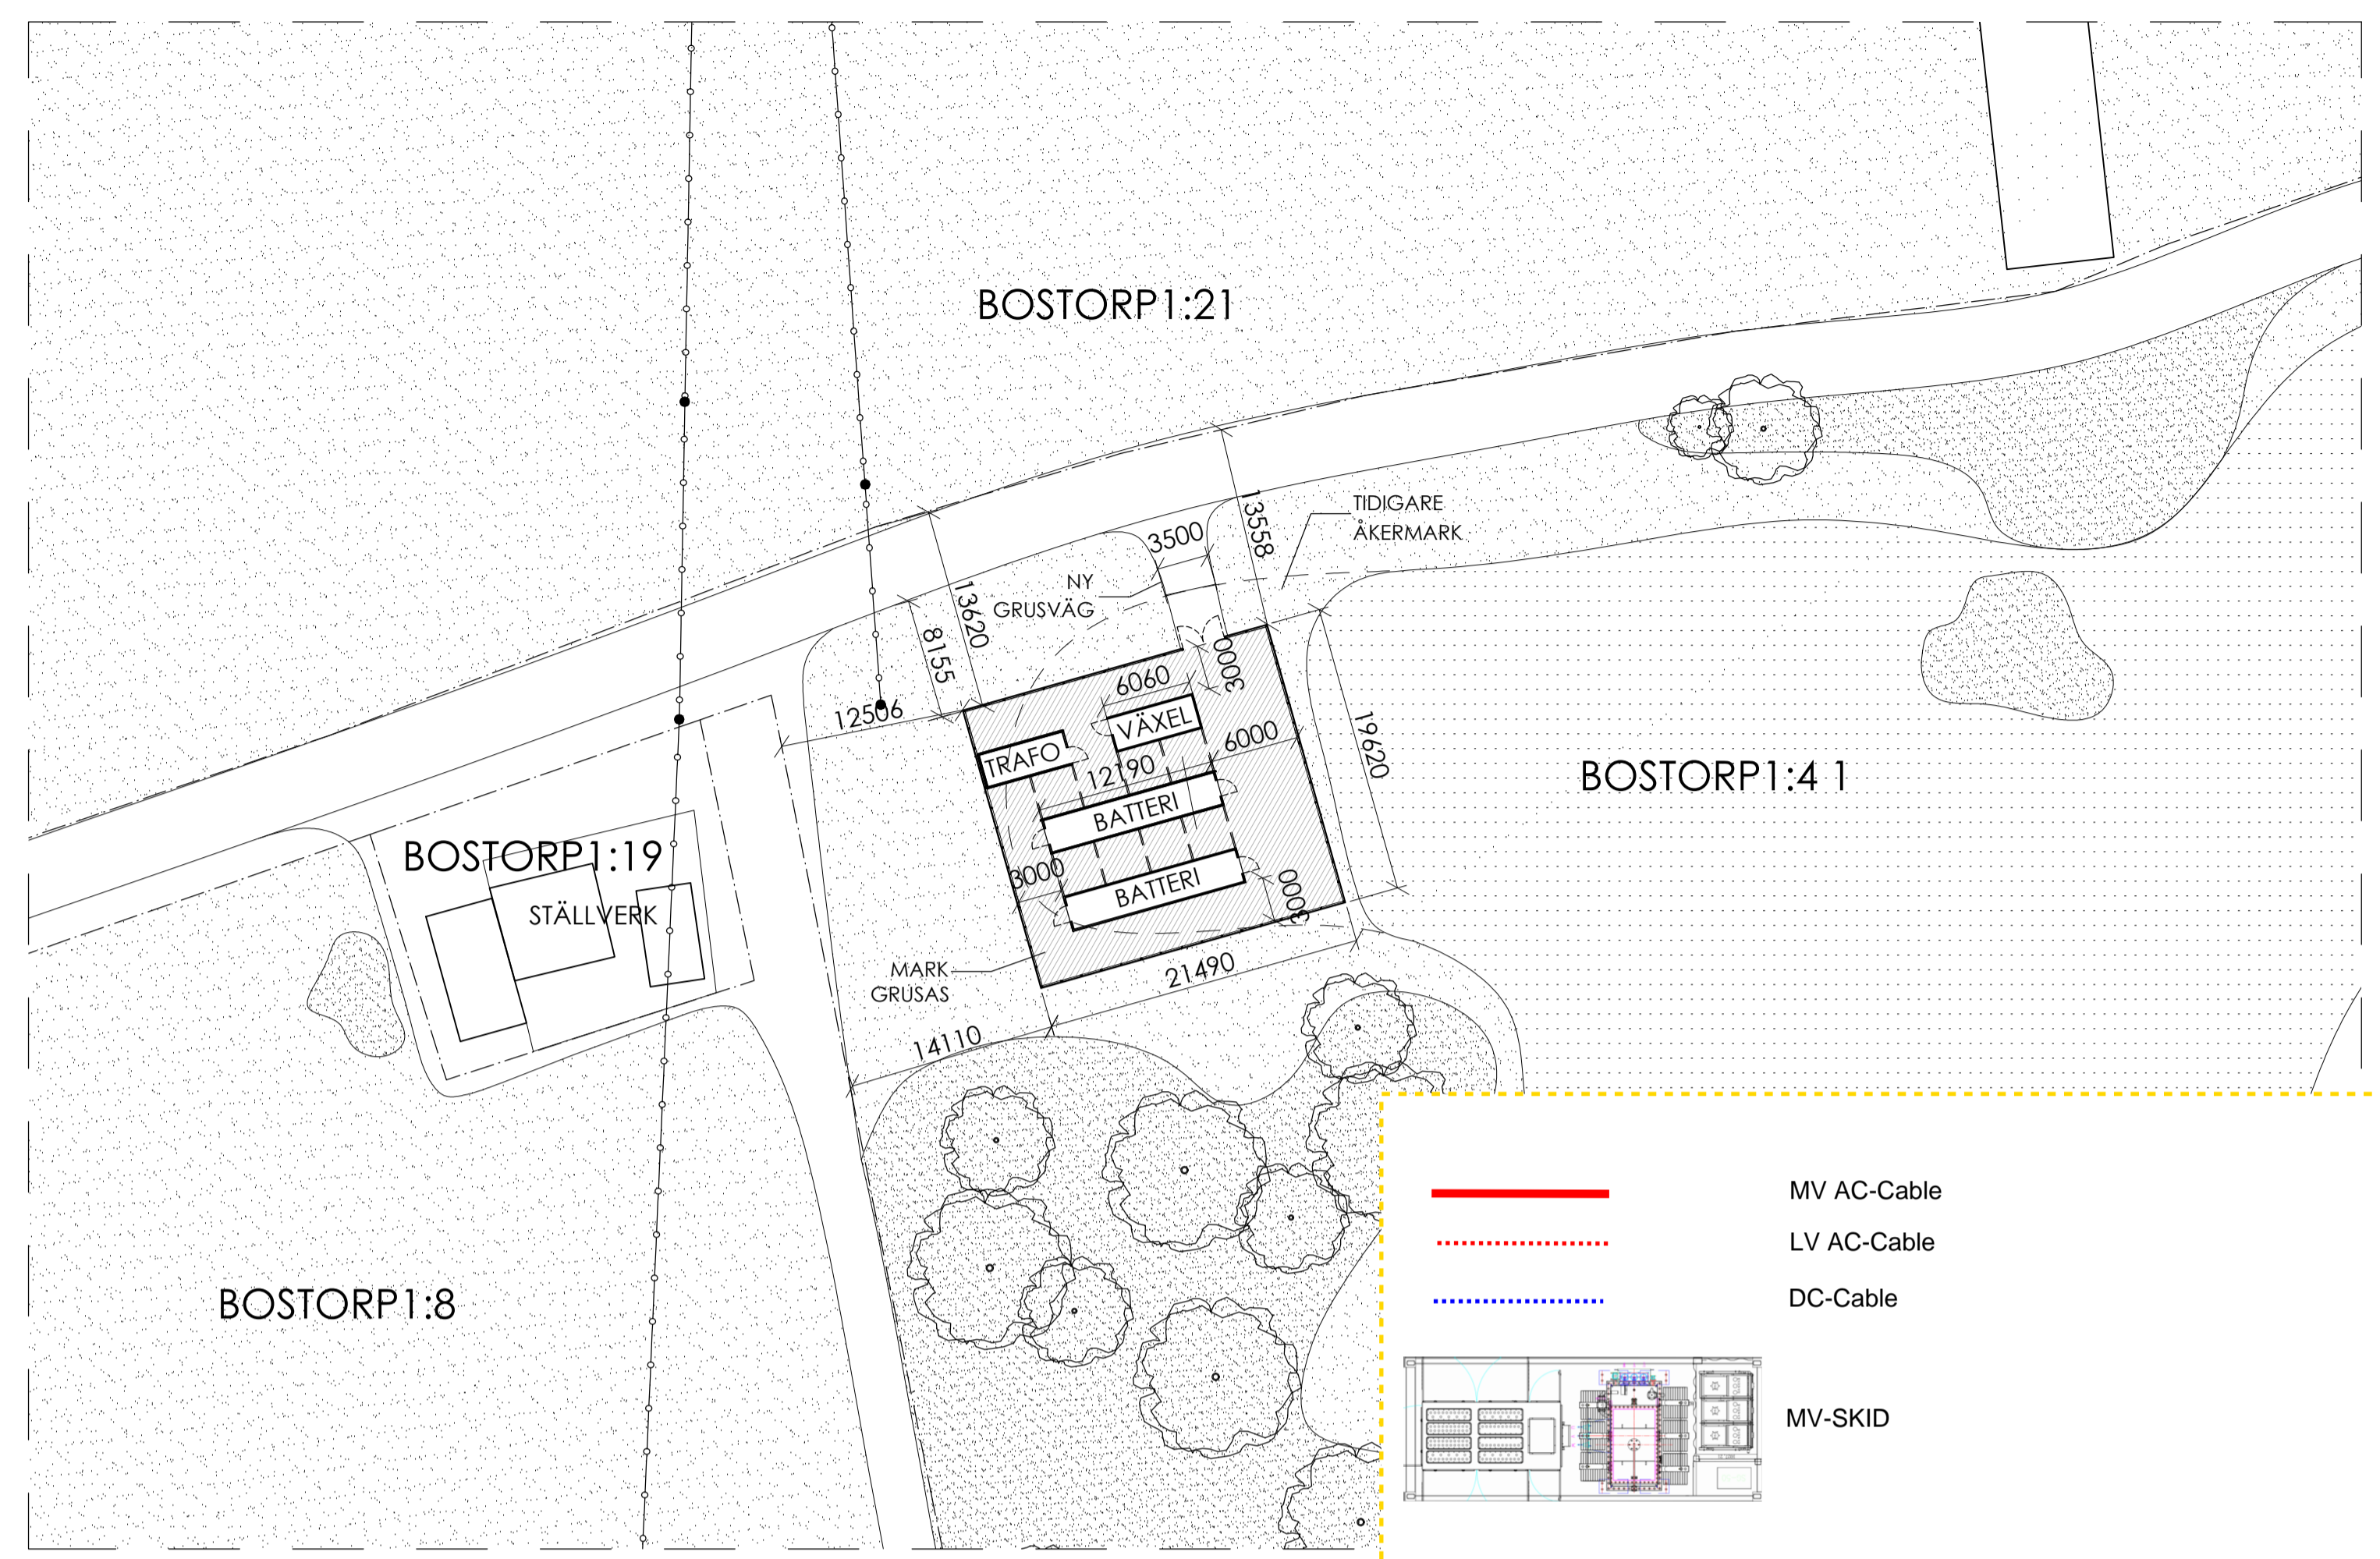 BOSTORP1:21
TIDIGARE
ÅKERMARK
13558
3500
NY
GRUSVÄG
13620
8155
12506
3000
6060
VÄXEL
6000
TRAFO
12190
BATTERI
19620
BOSTORP1:4 1
BOSTORP1:19
STÄLLVERK
3000
BATTERI
3000
MARK
GRUSAS
21490
14110
BOSTORP1:8
MV AC-Cable
LV AC-Cable
DC-Cable
MV-SKID